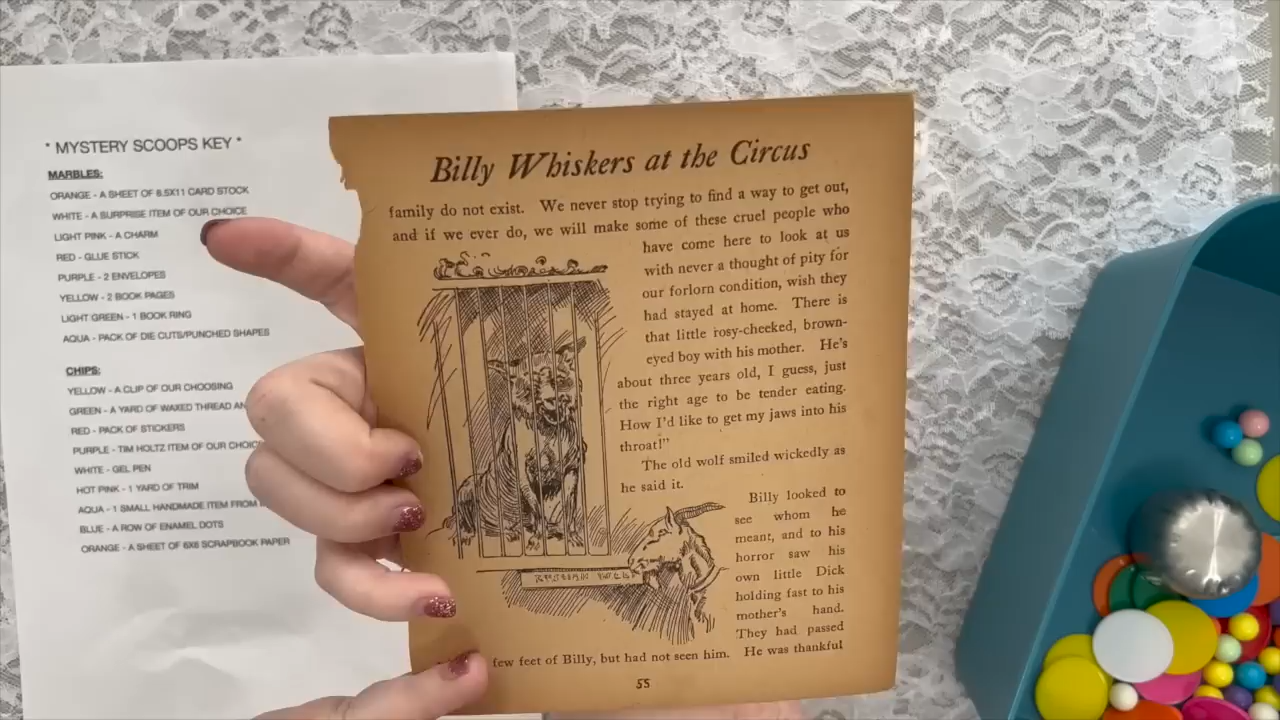 * MYSTERY SCOOPS KEY *
MARBLES:
ORANGE - A SHEET OF 8.5X11 CARD STOCK
WHITE - A SURPRISE ITEM OF OUR CHOICE
LIGHT PINK - A CHARM
RED - GLUE STICK
PURPLE - 2 ENVELOPES
YELLOW - 2 BOOK PAGES
LIGHT GREEN - 1 BOOK RING
AQUA - PACK OF DIE CUTS/PUNCHED SHAPES
CHIPS:
YELLOW - A CLIP OF OUR CHOOSING
GREEN - A YARD OF WAXED THREAD
RED - PACK OF STICKERS
PURPLE - TIM HOLTZ ITEM OF OUR
WHITE - GEL PEN
HOT PINK - 1 YARD OF TRIM
AQUA - 1 SMALL HANDMADE ITEM FROM
BLUE - A ROW OF ENAMEL DOTS
ORANGE - A SHEET OF 6X6 SCRAPBOOK PAPER
Billy Whiskers at the Circus
family do not exist. We never stop trying to find a way to get out,
and if we ever do, we will make some of these cruel people who
have come here to look at us
with never a thought of pity for
our forlorn condition, wish they
had stayed at home. There is
that little rosy-cheeked, brown-
eyed boy with his mother. He's
about three years old, I guess, just
the right age to be tender eating.
How I'd like to get my jaws into his
throat!"
The old wolf smiled wickedly as
he said it.
Billy looked to
see whom he
meant, and to his
horror saw his
own little Dick
holding fast to his
mother's hand.
They had passed
few feet of Billy, but had not seen him. He was thankful
55